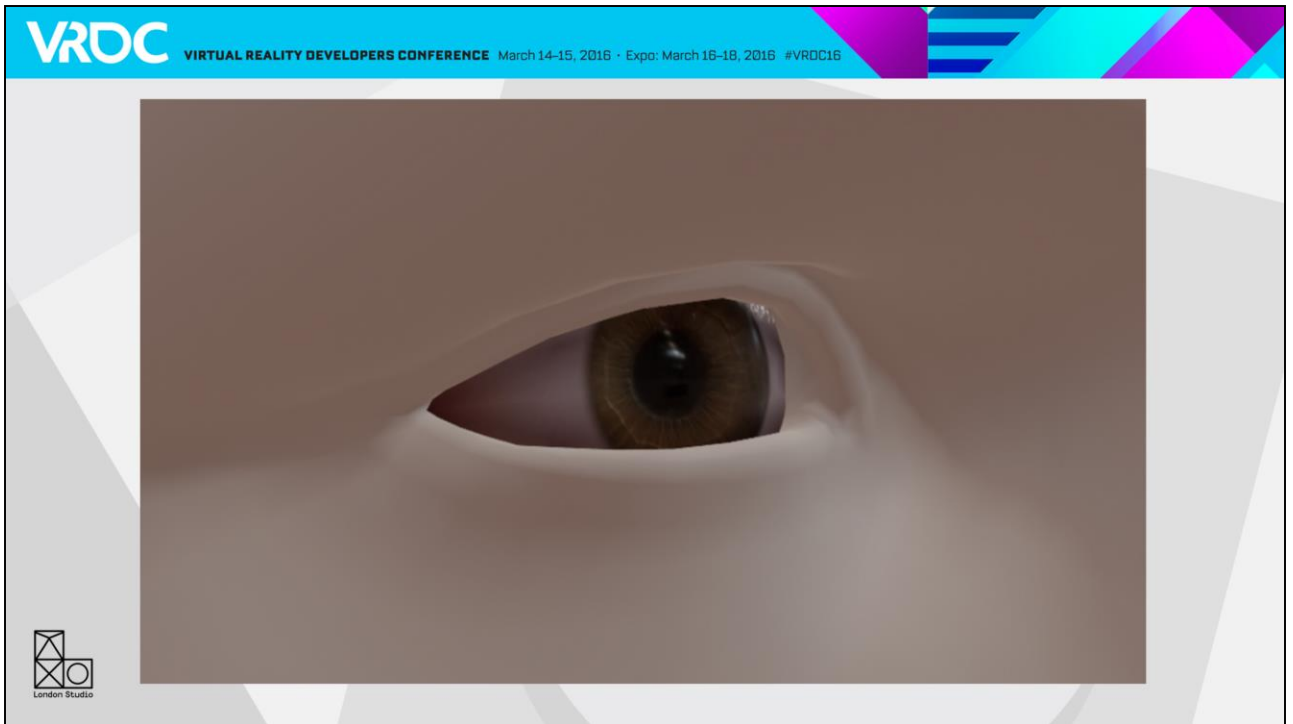 VRDC VIRTUAL REALITY DEVELOPERS CONFERENCE March 14–15, 2016 · Expo: March 16–18, 2016 #VRDC16
London Studio